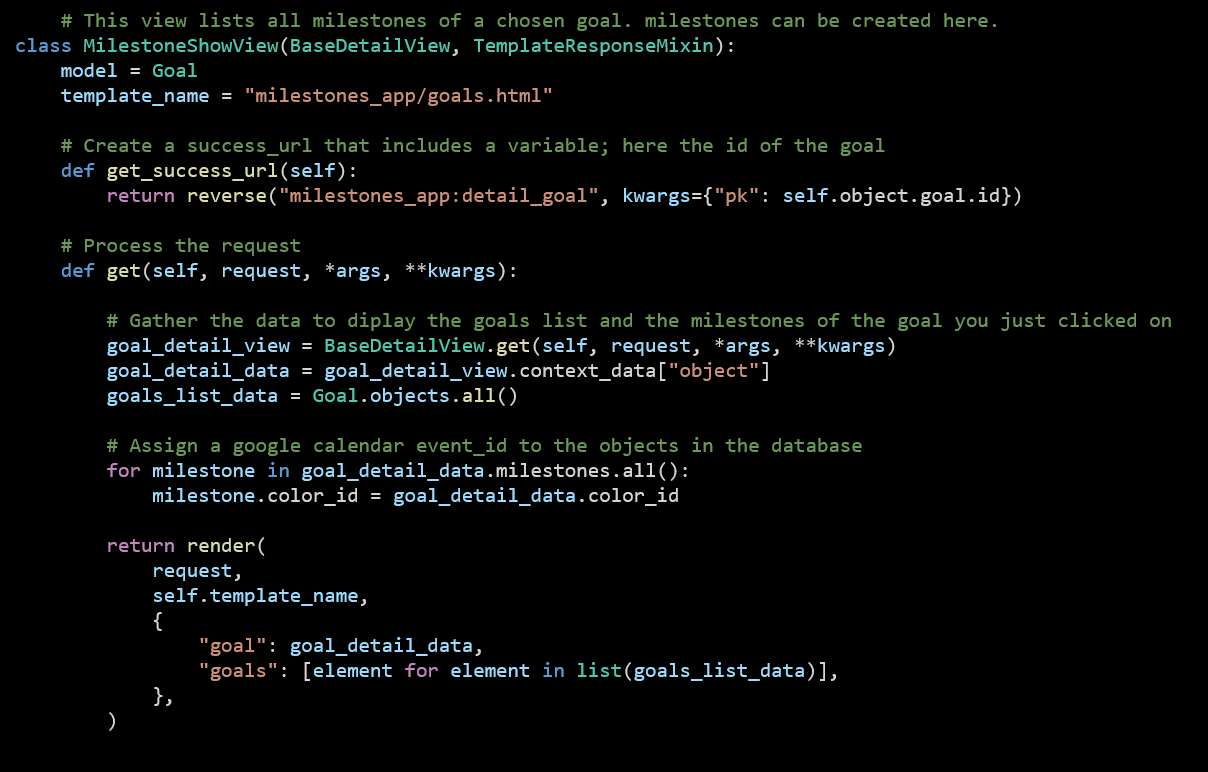 # This view lists all milestones of a chosen goal. milestones can be created here.
class MilestoneShowView(BaseDetailView, TemplateResponseMixin):
    model = Goal
    template_name = "milestones_app/goals.html"

    # Create a success_url that includes a variable; here the id of the goal
    def get_success_url(self):
        return reverse("milestones_app:detail_goal", kwargs={"pk": self.object.goal.id})

    # Process the request
    def get(self, request, *args, **kwargs):

        # Gather the data to diplay the goals list and the milestones of the goal you just clicked on
        goal_detail_view = BaseDetailView.get(self, request, *args, **kwargs)
        goal_detail_data = goal_detail_view.context_data["object"]
        goals_list_data = Goal.objects.all()

        # Assign a google calendar event_id to the objects in the database
        for milestone in goal_detail_data.milestones.all():
            milestone.color_id = goal_detail_data.color_id

        return render(
            request,
            self.template_name,
            {
                "goal": goal_detail_data,
                "goals": [element for element in list(goals_list_data)],
            },
        )